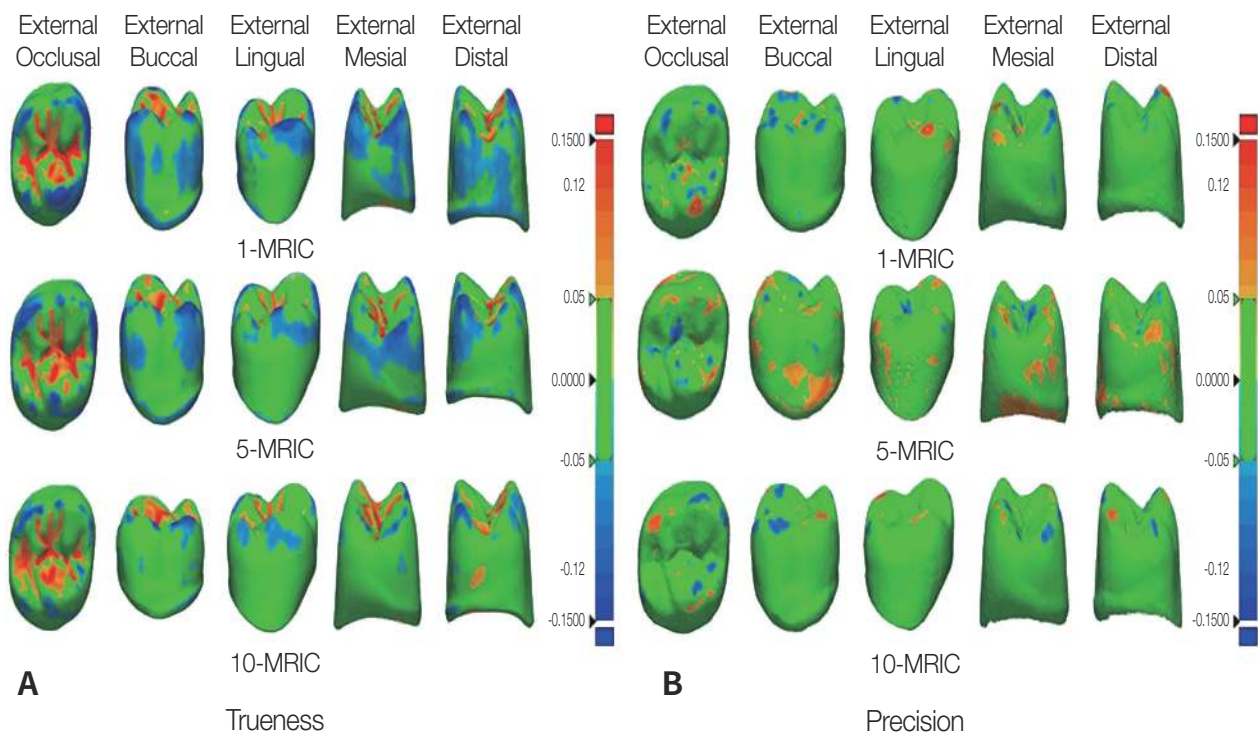 External Occlusal
External Buccal
External Lingual
External Mesial
External Distal
1-MRIC
5-MRIC
10-MRIC
0.1500
0.12
0.05
0.0000
-0.05
-0.12
-0.1500
A
Trueness
External Occlusal
External Buccal
External Lingual
External Mesial
External Distal
1-MRIC
5-MRIC
10-MRIC
0.1500
0.12
0.05
0.0000
-0.05
-0.12
-0.1500
B
Precision